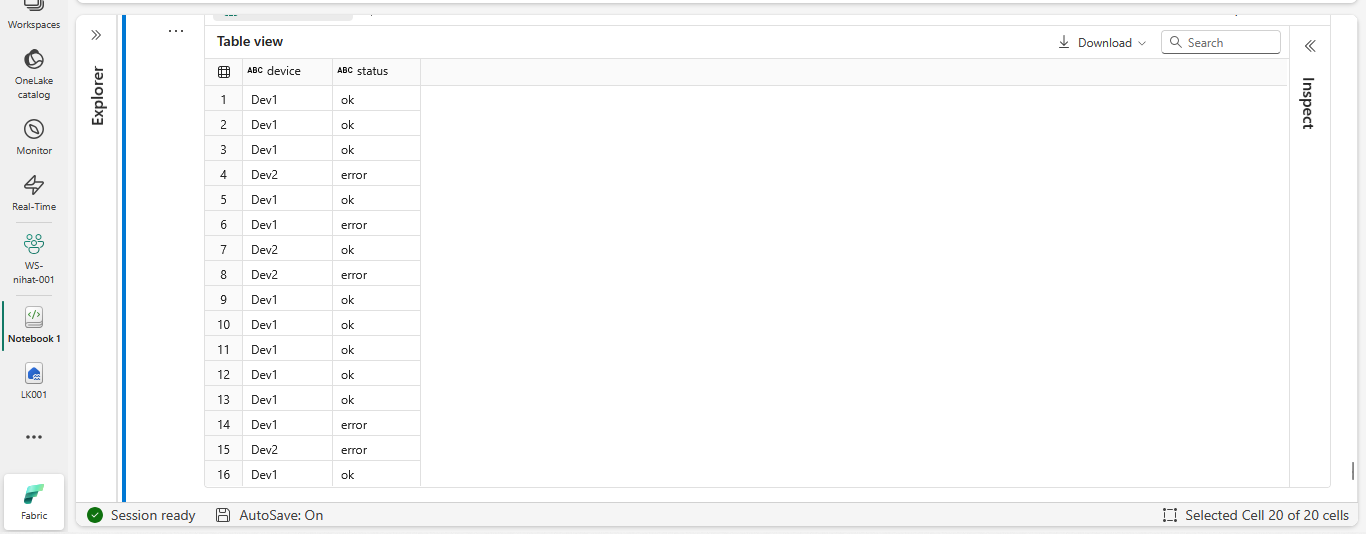 Workspaces
OneLake
catalog
Monitor
Real-Time
WS-
nihat-001
Notebook 1
LK001
Fabric
Explorer
Table view
Download
Search
Inspect
ABC device ABC status
1 Dev1 ok
2 Dev1 ok
3 Dev1 ok
4 Dev2 error
5 Dev1 ok
6 Dev1 error
7 Dev2 ok
8 Dev2 error
9 Dev1 ok
10 Dev1 ok
11 Dev1 ok
12 Dev1 ok
13 Dev1 ok
14 Dev1 error
15 Dev2 error
16 Dev1 ok
Session ready AutoSave: On Selected Cell 20 of 20 cells